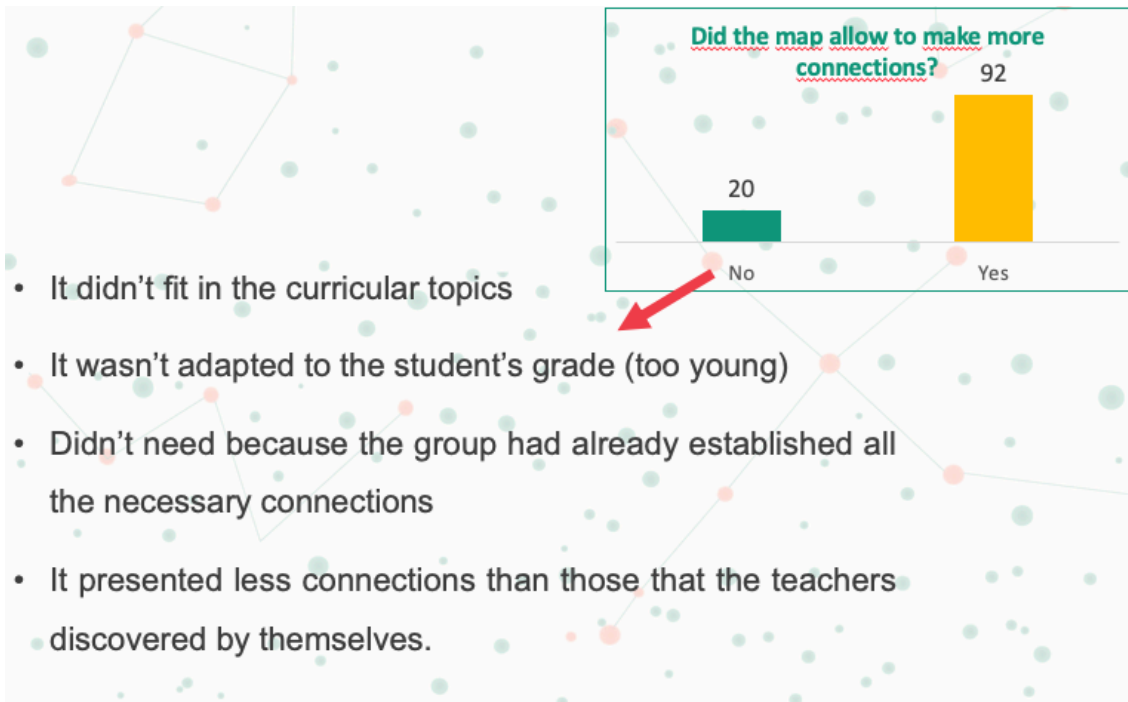 Did the map allow to make more
connections?
92
20
No
Yes
• It didn’t fit in the curricular topics
• It wasn’t adapted to the student’s grade (too young)
• Didn’t need because the group had already established all
the necessary connections
• It presented less connections than those that the teachers
discovered by themselves.